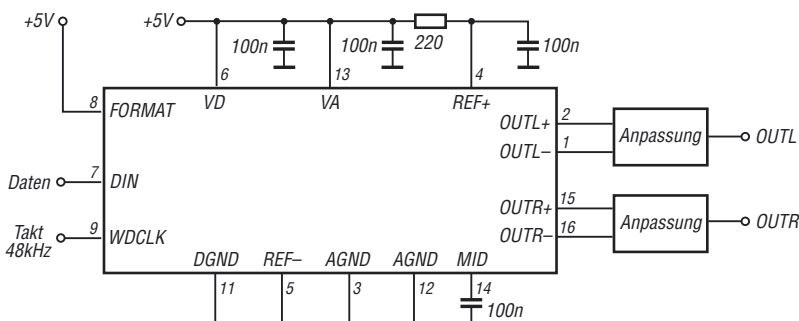 +5V
+5V
100n
100n
220
100n
6
13
4
8
FORMAT
VD
VA
REF+
OUTL+
2
OUTL–
1
Anpassung
OUTL
Daten
7
DIN
OUTR+
15
OUTR–
16
Anpassung
OUTR
Takt
48kHz
9
WDCLK
DGND
REF–
AGND
AGND
MID
11
5
3
12
14
100n